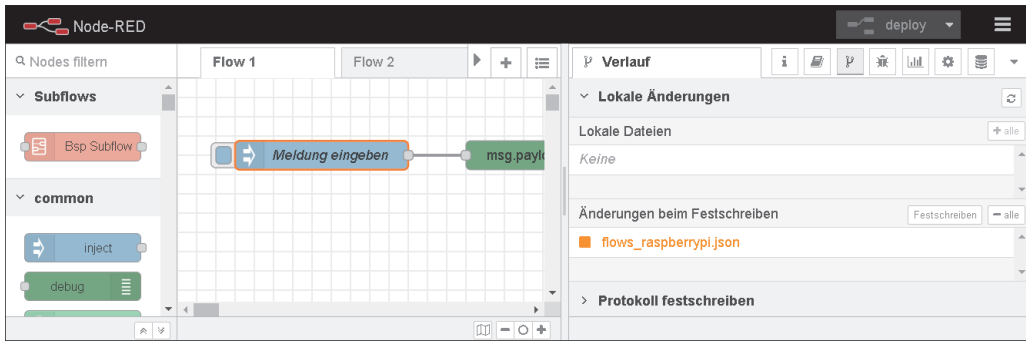 Node-RED
deploy
Nodes filtern
Flow 1
Flow 2
Verlauf
Subflows
Bsp Subflow
common
inject
debug
Meldung eingeben
msg.paylo
Lokale Änderungen
Lokale Dateien
alle
Keine
Änderungen beim Festschreiben
Festschreiben
alle
flows_raspberrypi.json
Protokoll festschreiben